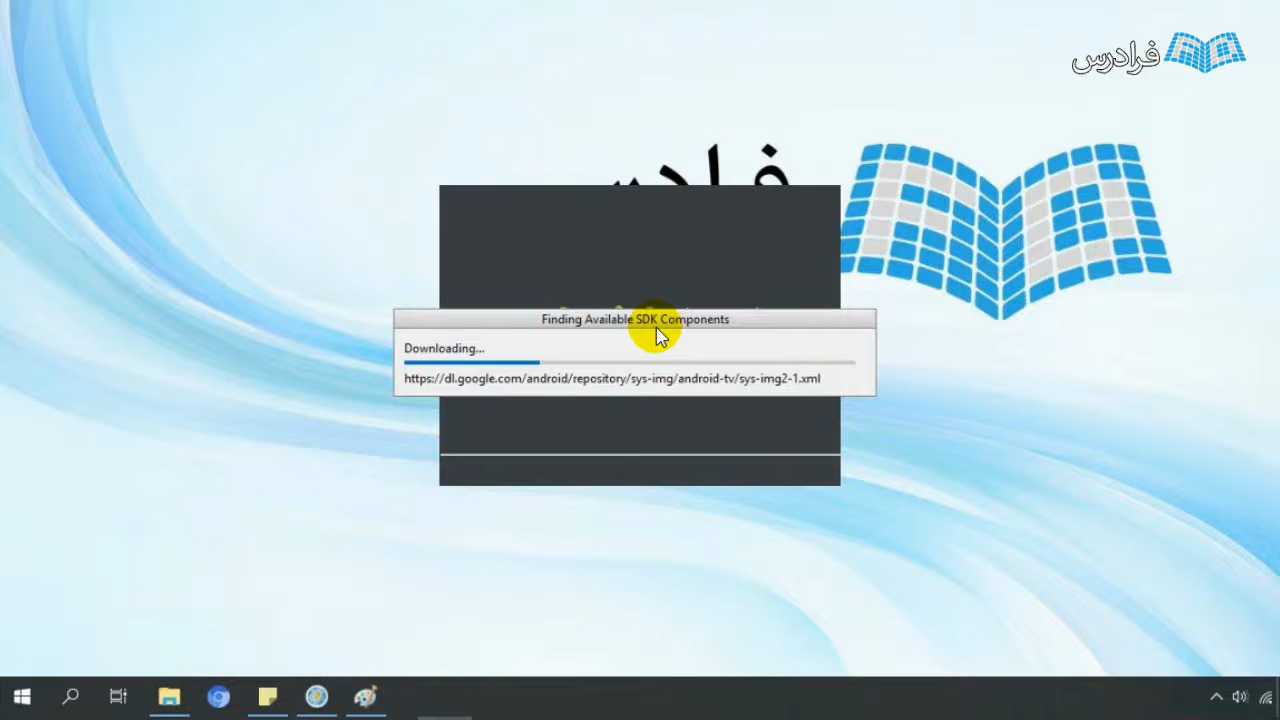 فرادرس
Finding Available SDK Components
Downloading...
https://dl.google.com/android/repository/sys-img/android-tv/sys-img2-1.xml